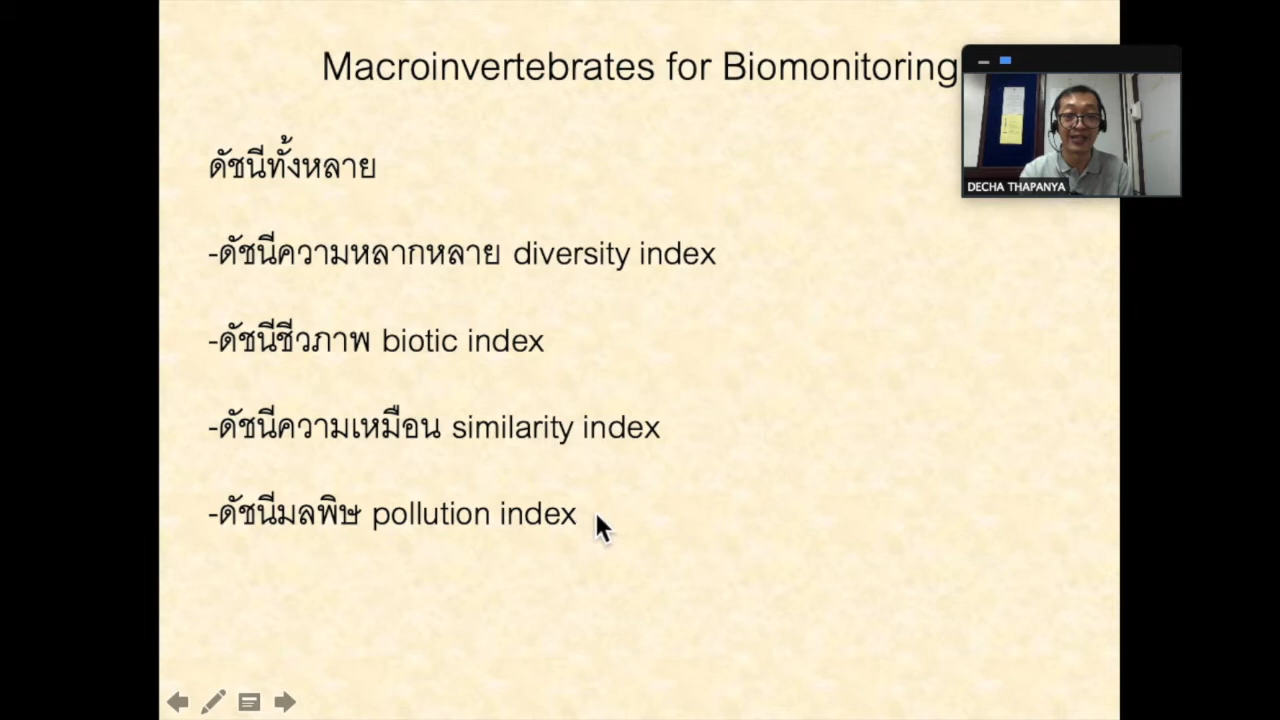 Macroinvertebrates for Biomonitoring
DECHA THAPANYA
ดัชนีทั้งหลาย
-ดัชนีความหลากหลาย diversity index
-ดัชนีชีวภาพ biotic index
-ดัชนีความเหมือน similarity index
-ดัชนีมลพิษ pollution index